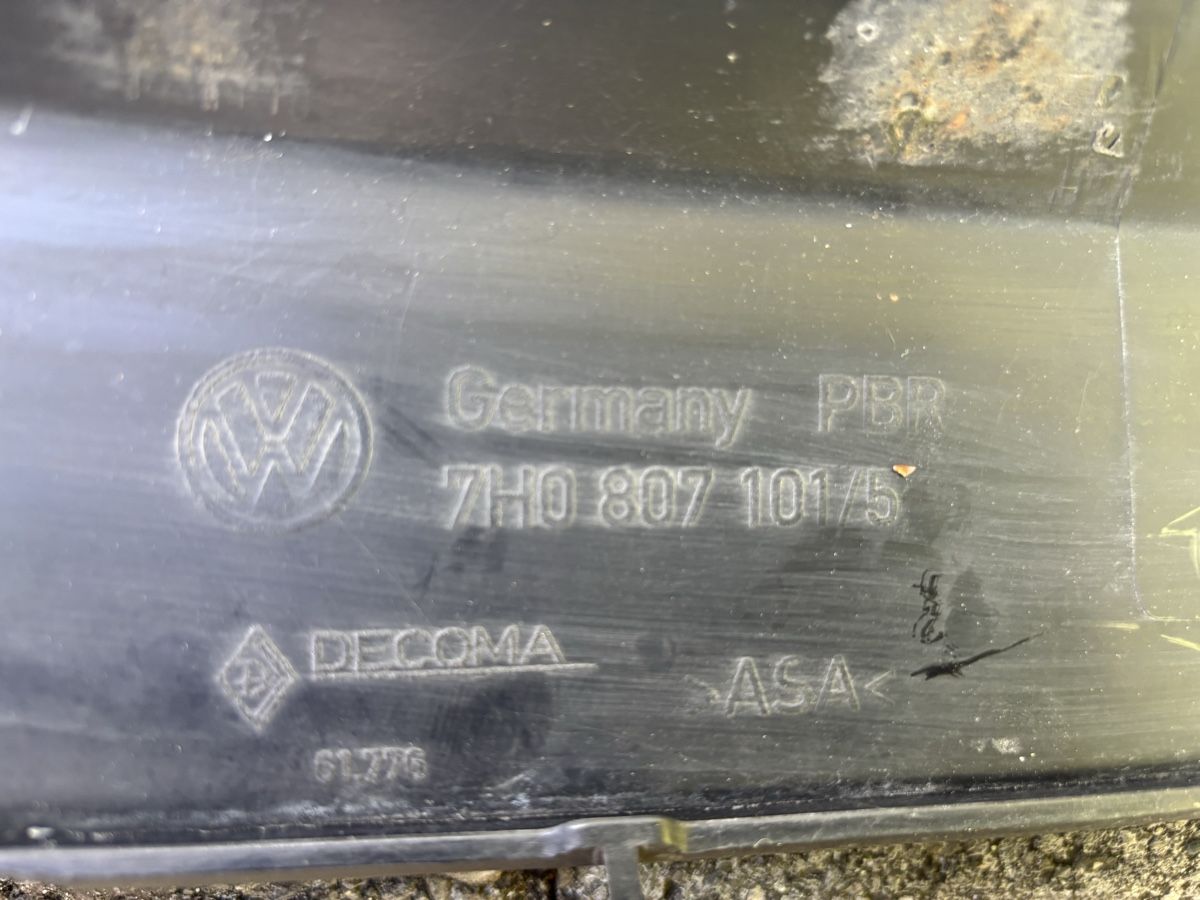 Germany PBR
7H0 807 101/5
DECOMA
>ASA<
61.776